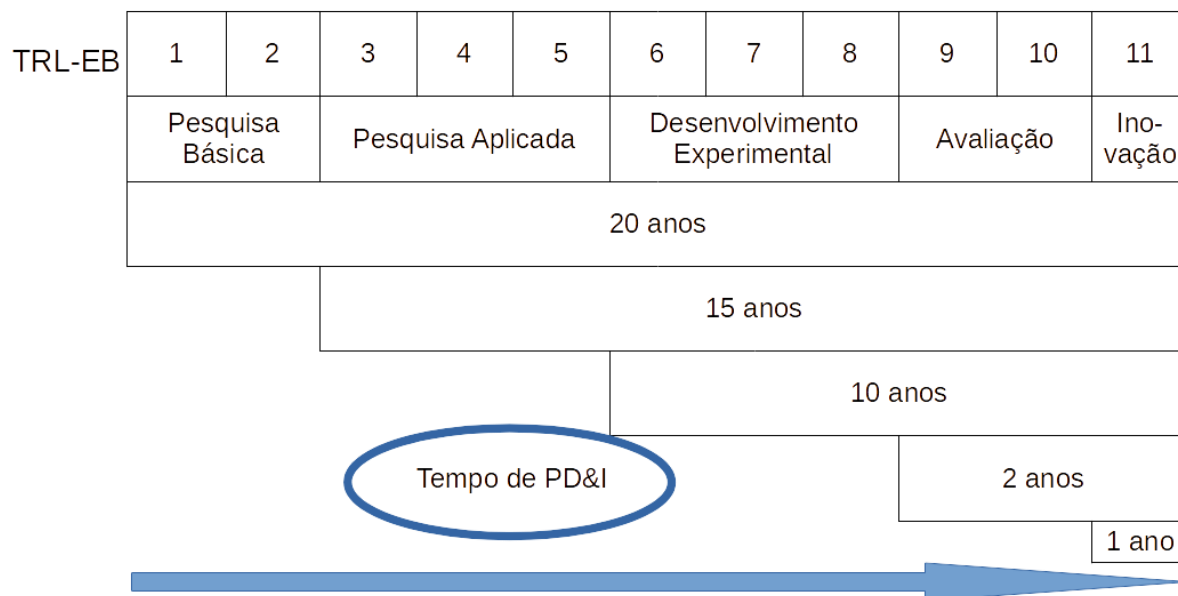 TRL-EB 1 2 3 4 5 6 7 8 9 10 11
Pesquisa
Básica
Pesquisa Aplicada
Desenvolvimento
Experimental
Avaliação
Ino-
vação
20 anos
15 anos
10 anos
Tempo de PD&I
2 anos
1 ano